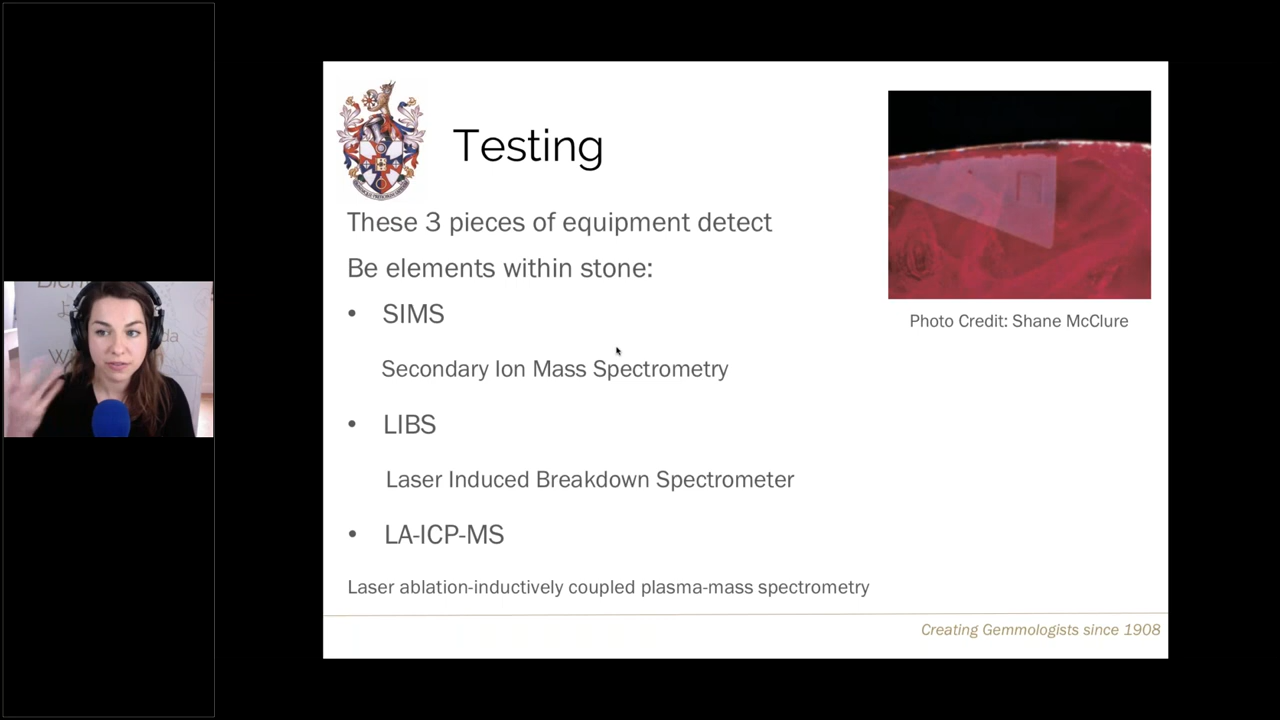 Testing
These 3 pieces of equipment detect
Be elements within stone:
• SIMS
Secondary Ion Mass Spectrometry
• LIBS
Laser Induced Breakdown Spectrometer
• LA-ICP-MS
Laser ablation-inductively coupled plasma-mass spectrometry
Photo Credit: Shane McClure
Creating Gemmologists since 1908